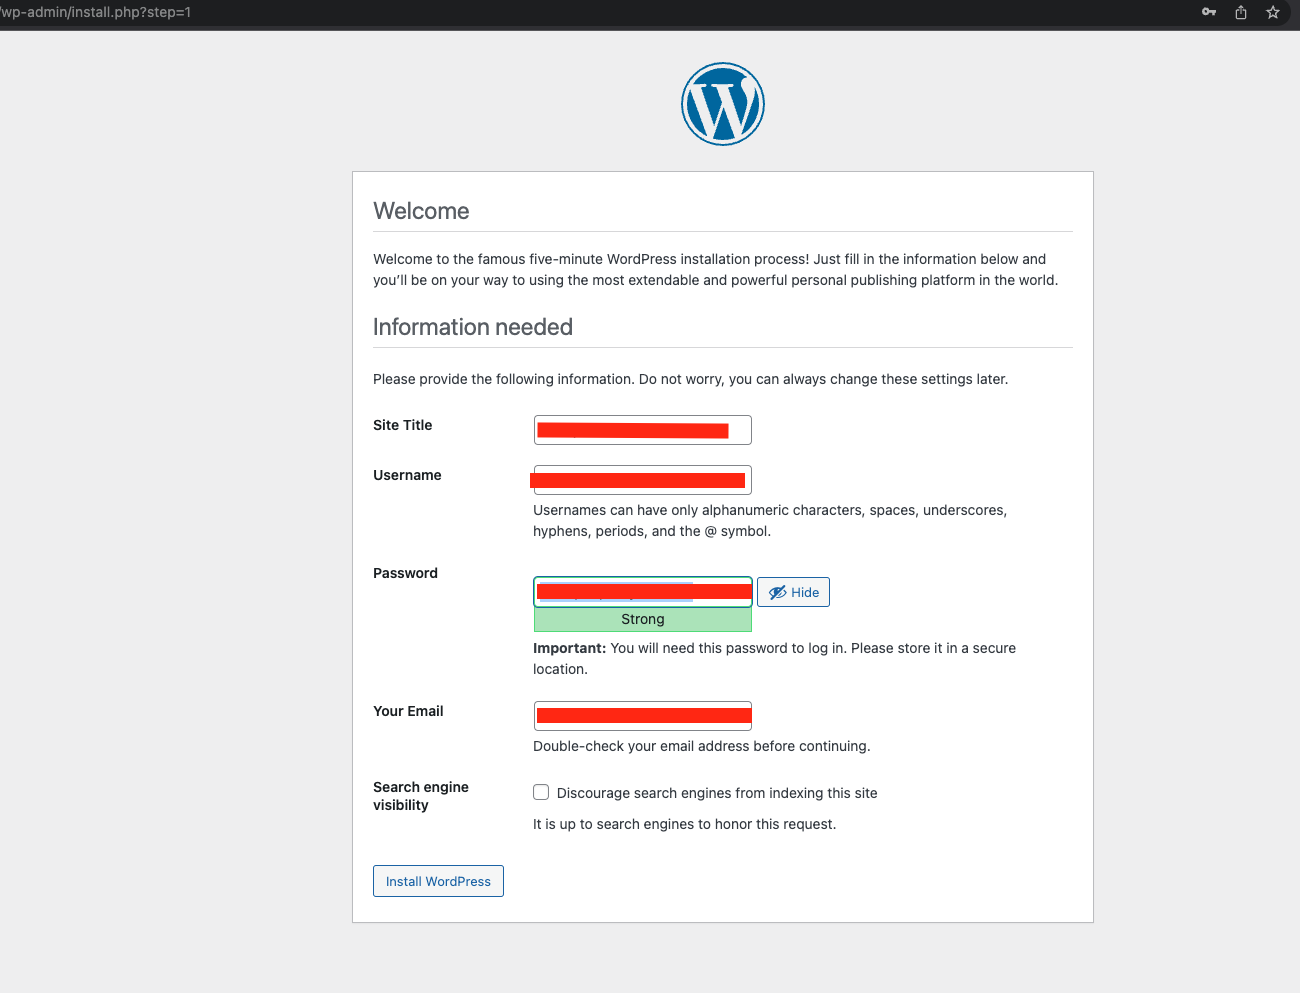 /wp-admin/install.php?step=1
Welcome
Welcome to the famous five-minute WordPress installation process! Just fill in the information below and
you’ll be on your way to using the most extendable and powerful personal publishing platform in the world.
Information needed
Please provide the following information. Do not worry, you can always change these settings later.
Site Title
Username
Usernames can have only alphanumeric characters, spaces, underscores,
hyphens, periods, and the @ symbol.
Password
Hide
Strong
Important: You will need this password to log in. Please store it in a secure
location.
Your Email
Double-check your email address before continuing.
Search engine
visibility
Discourage search engines from indexing this site
It is up to search engines to honor this request.
Install WordPress